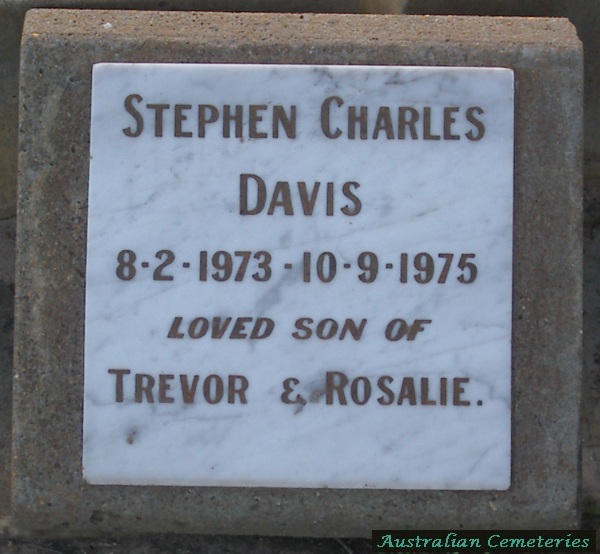 STEPHEN CHARLES
DAVIS
8-2-1973-10-9-1975
LOVED SON OF
TREVOR & ROSALIE.
Australian Cemeteries